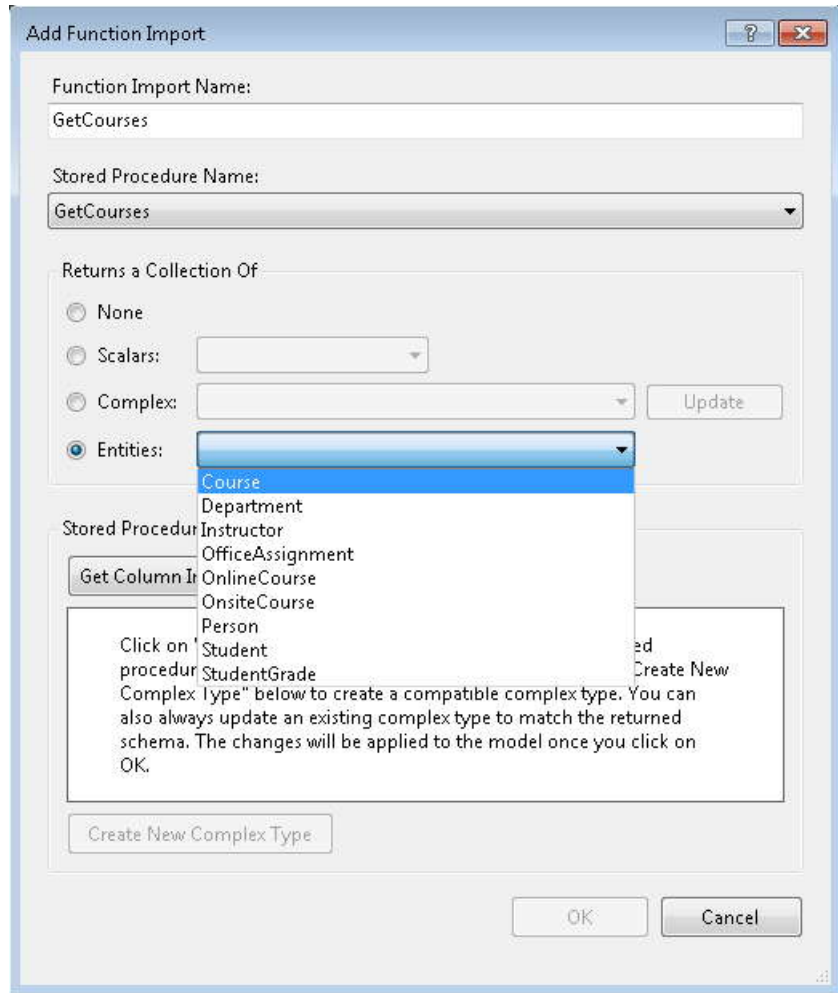 Add Function Import
Function Import Name:
GetCourses
Stored Procedure Name:
GetCourses
Returns a Collection Of
None
Scalars:
Complex:
Update
Entities:
Course
Department
Instructor
OfficeAssignment
OnlineCourse
OnsiteCourse
Person
Student
StudentGrade
Stored Procedu
Get Column I
Click on "
ed
procedur
Create New
Complex Type" below to create a compatible complex type. You can
also always update an existing complex type to match the returned
schema. The changes will be applied to the model once you click on
OK.
Create New Complex Type
OK
Cancel